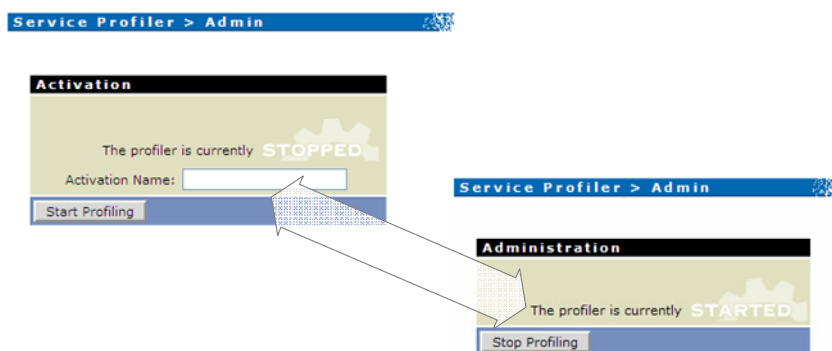 Service Profiler > Admin
Activation
The profiler is currently STOPPED
Activation Name:
Start Profiling
Service Profiler > Admin
Administration
The profiler is currently STARTED
Stop Profiling